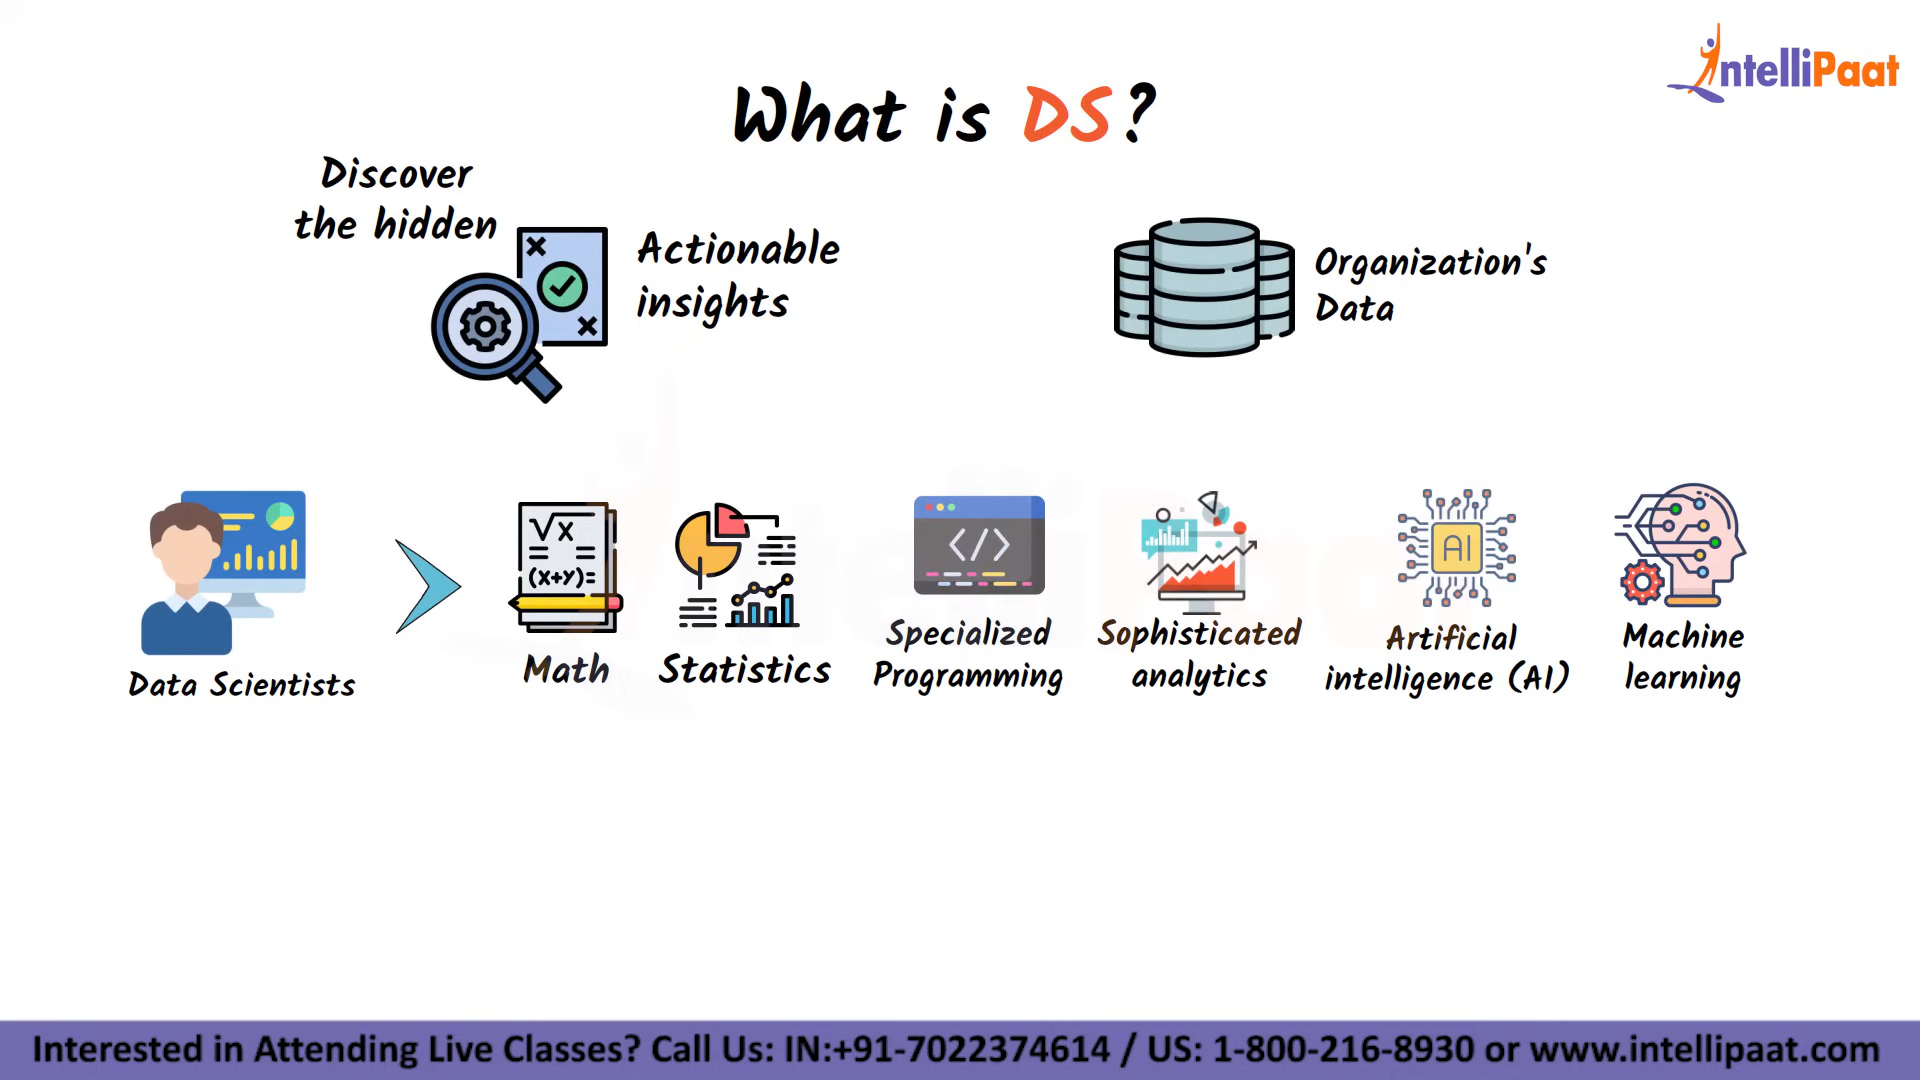 IntelliPaat
What is DS?
Discover
the hidden
Actionable
insights
Organization's
Data
√x
= =
(x+y)=
</>
AI
Data Scientists
Math
Statistics
Specialized
Programming
Sophisticated
analytics
Artificial
intelligence (AI)
Machine
learning
Interested in Attending Live Classes? Call Us: IN:+91-7022374614 / US: 1-800-216-8930 or www.intellipaat.com